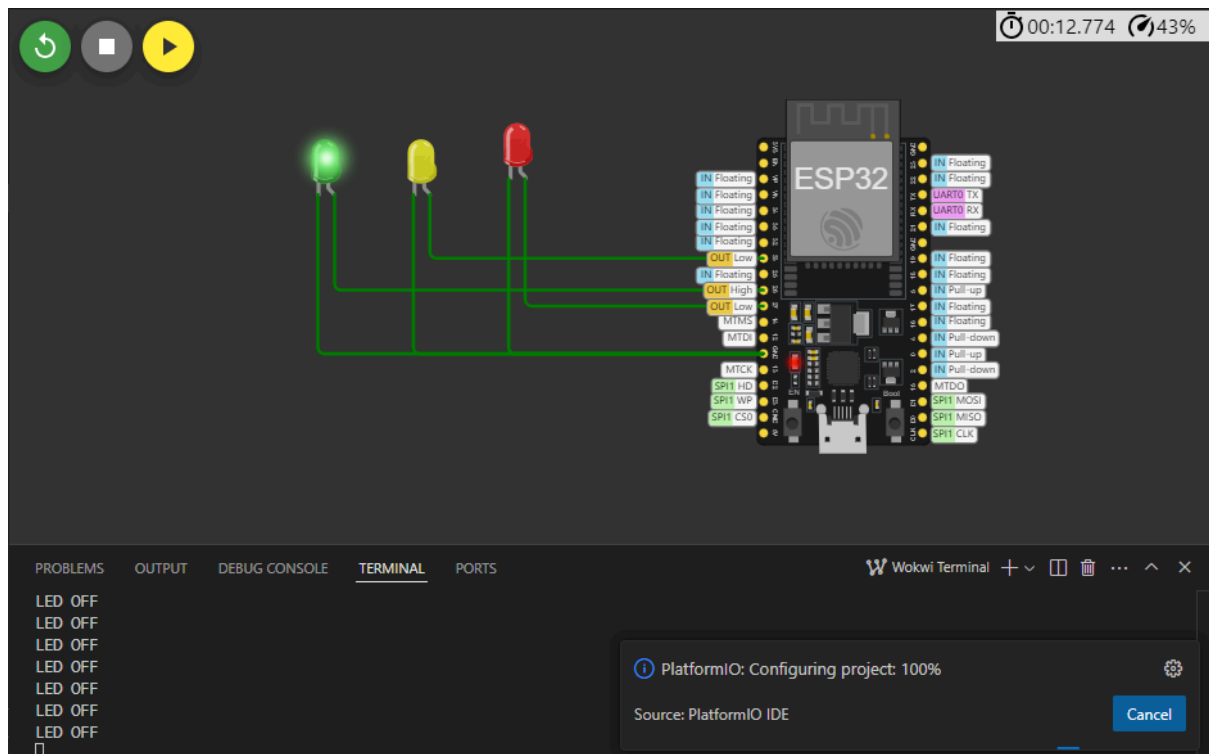 00:12.774 43%
ESP32
IN Floating
IN Floating
IN Floating
IN Floating
IN Floating
OUT Low
IN Floating
OUT High
OUT Low
MTMS
MTDI
MTCK
SPI1 HD
SPI1 WP
SPI1 CS0
IN Floating
IN Floating
UART0 TX
UART0 RX
IN Floating
IN Floating
IN Floating
IN Pull-up
IN Floating
IN Floating
IN Pull-down
IN Pull-up
IN Pull-down
MTDO
SPI1 MOSI
SPI1 MISO
SPI1 CLK
EN
Boot
PROBLEMS OUTPUT DEBUG CONSOLE TERMINAL PORTS Wokwi Terminal
LED OFF
LED OFF
LED OFF
LED OFF
LED OFF
LED OFF
LED OFF
PlatformIO: Configuring project: 100%
Source: PlatformIO IDE
Cancel